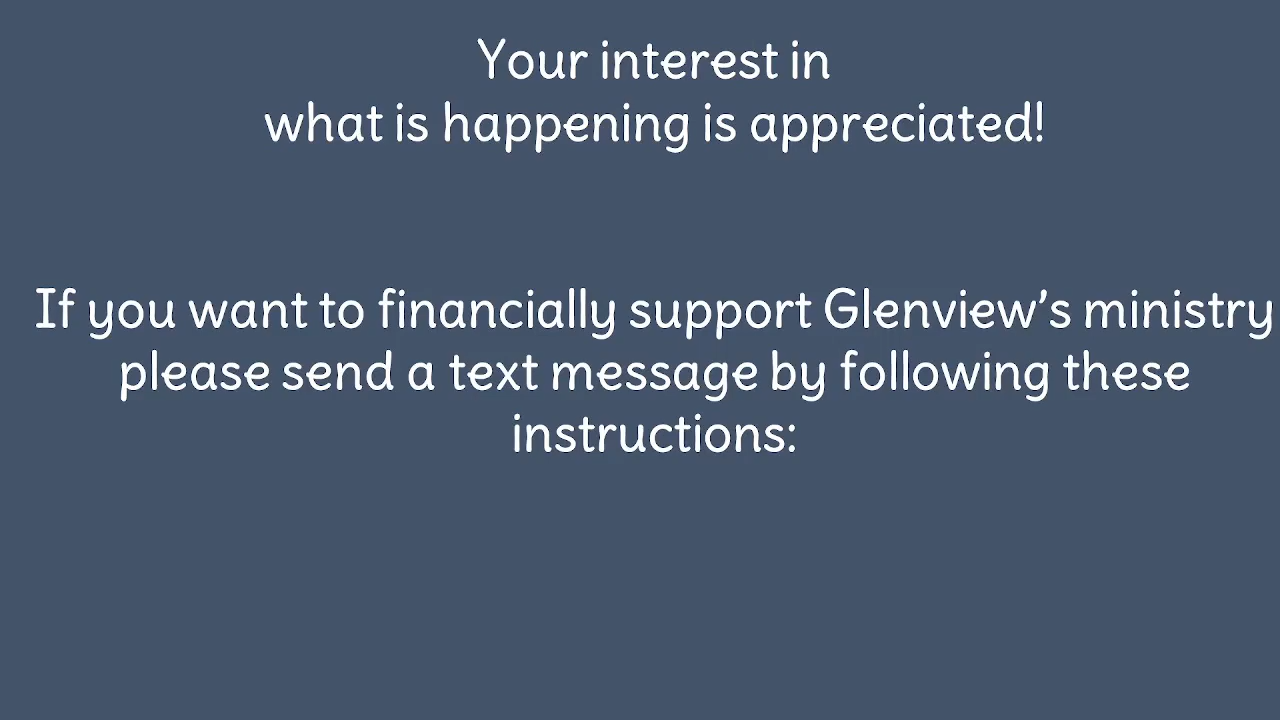 Your interest in
what is happening is appreciated!
If you want to financially support Glenview's ministry
please send a text message by following these
instructions: